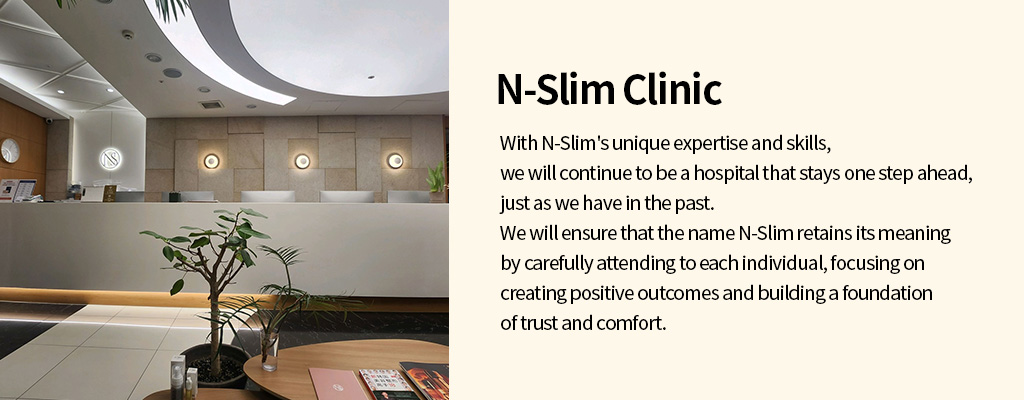 NS
N-Slim Clinic
With N-Slim's unique expertise and skills,
we will continue to be a hospital that stays one step ahead,
just as we have in the past.
We will ensure that the name N-Slim retains its meaning
by carefully attending to each individual, focusing on
creating positive outcomes and building a foundation
of trust and comfort.